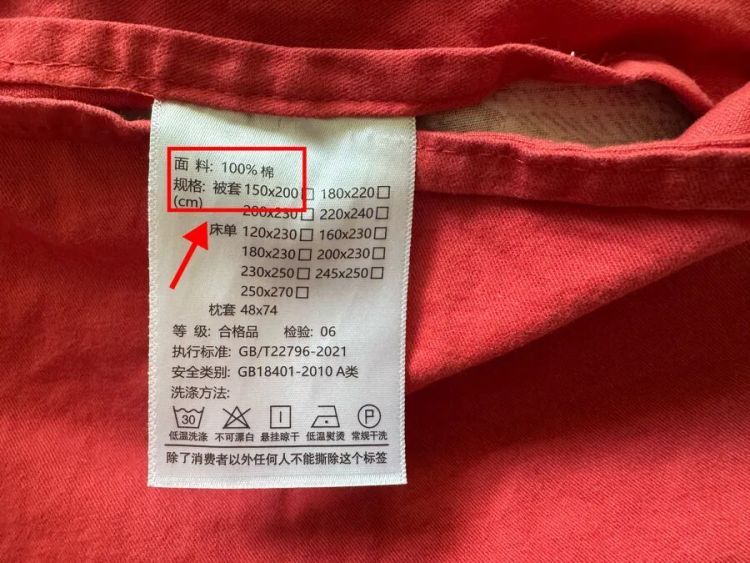 面 料: 100% 棉
规格: 被套 150x200□ 180x220□
(cm) 200x230□ 220x240□
床单 120x230□ 160x230□
180x230□ 200x230□
230x250□ 245x250□
250x270□
枕套 48x74
等 级: 合格品 检验: 06
执行标准: GB/T22796-2021
安全类别: GB18401-2010 A类
洗涤方法:
30 P
低温洗涤 不可漂白 悬挂晾干 低温熨烫 常规干洗
除了消费者以外任何人不能撕除这个标签